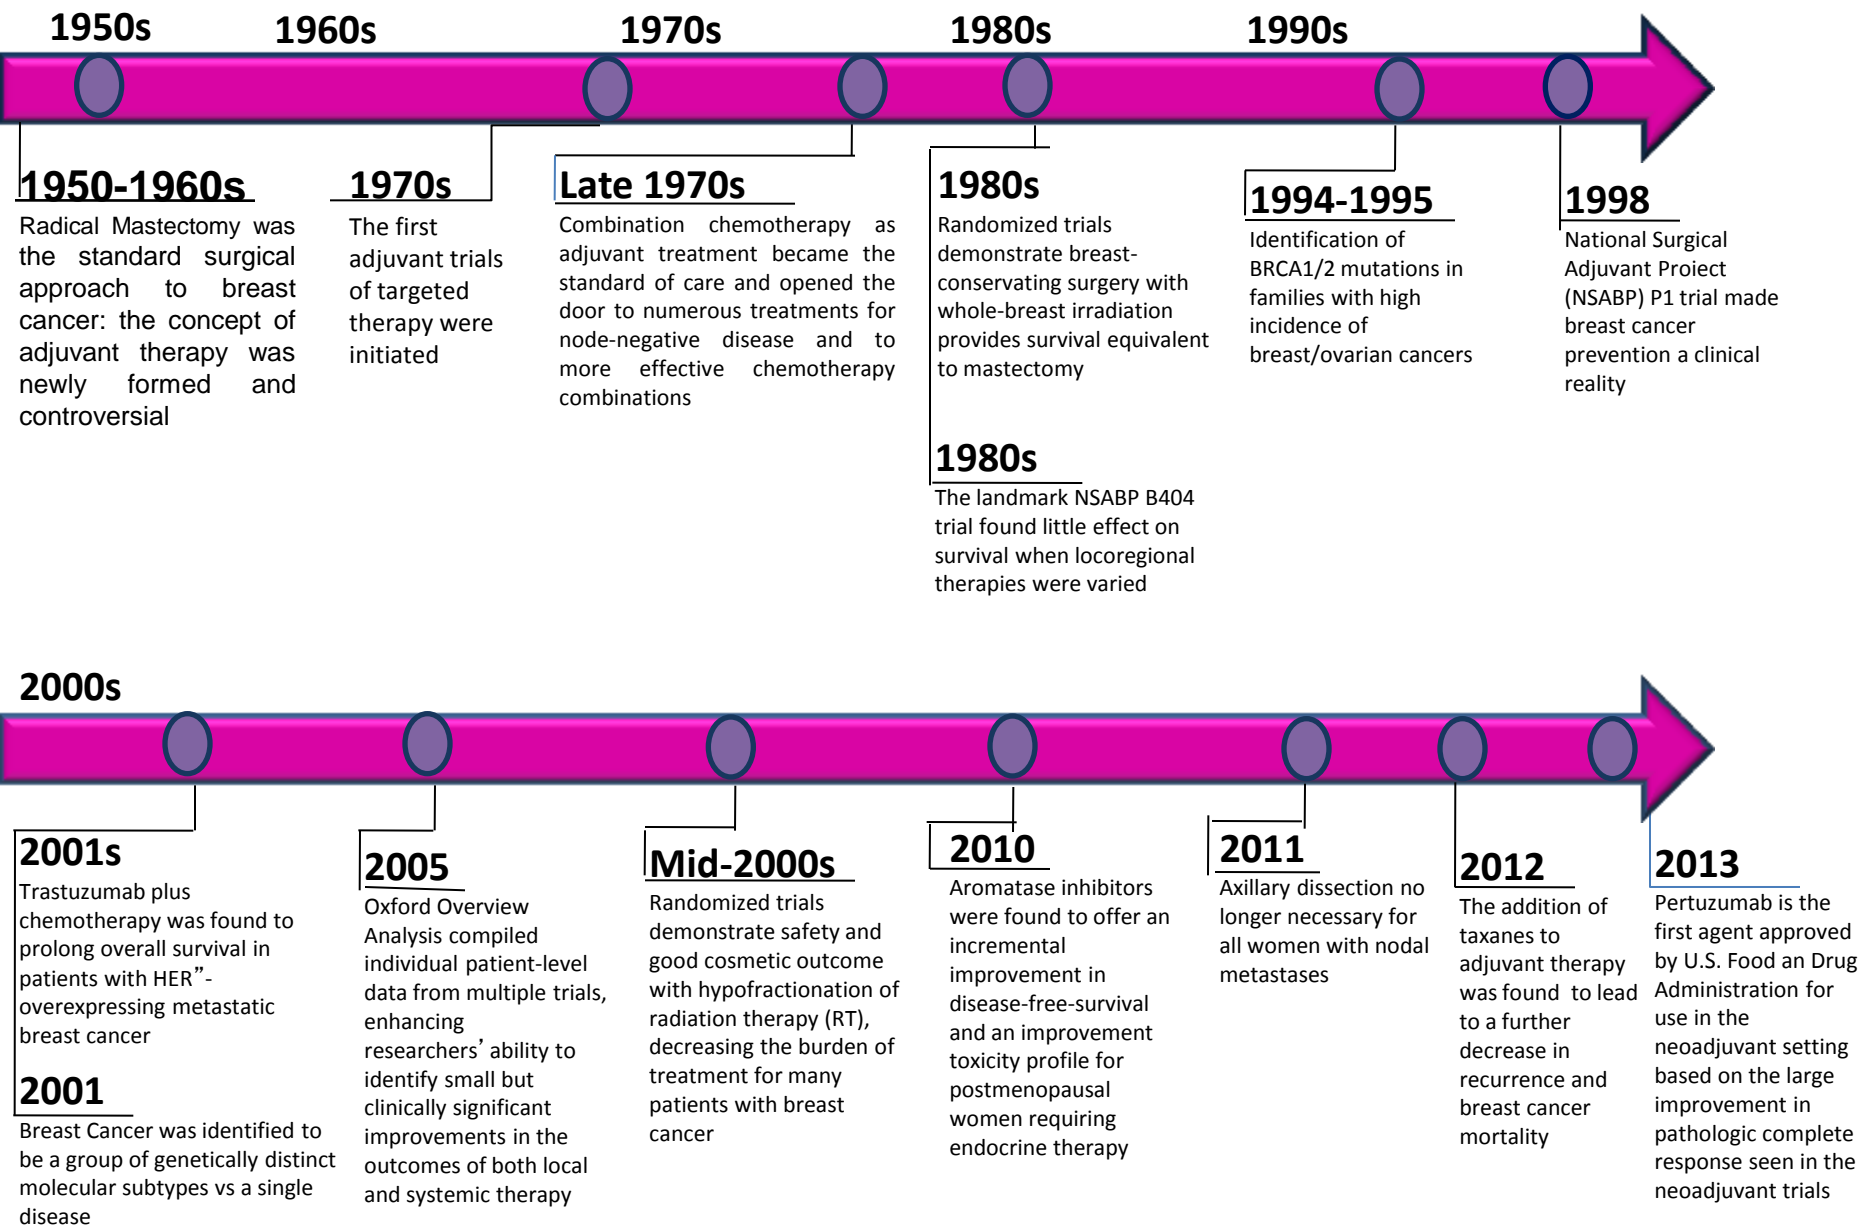 1950s
1960s
1970s
1980s
1990s
1950-1960s
Radical Mastectomy was
the standard surgical
approach to breast
cancer: the concept of
adjuvant therapy was
newly formed and
controversial
1970s
The first
adjuvant trials
of targeted
therapy were
initiated
Late 1970s
Combination chemotherapy as
adjuvant treatment became the
standard of care and opened the
door to numerous treatments for
node-negative disease and to
more effective chemotherapy
combinations
1980s
Randomized trials
demonstrate breast-
conservating surgery with
whole-breast irradiation
provides survival equivalent
to mastectomy
1980s
The landmark NSABP B404
trial found little effect on
survival when locoregional
therapies were varied
1994-1995
Identification of
BRCA1/2 mutations in
families with high
incidence of
breast/ovarian cancers
1998
National Surgical
Adjuvant Proiect
(NSABP) P1 trial made
breast cancer
prevention a clinical
reality
2000s
2001s
Trastuzumab plus
chemotherapy was found to
prolong overall survival in
patients with HER”-
overexpressing metastatic
breast cancer
2001
Breast Cancer was identified to
be a group of genetically distinct
molecular subtypes vs a single
disease
2005
Oxford Overview
Analysis compiled
individual patient-level
data from multiple trials,
enhancing
researchers’ ability to
identify small but
clinically significant
improvements in the
outcomes of both local
and systemic therapy
Mid-2000s
Randomized trials
demonstrate safety and
good cosmetic outcome
with hypofractionation of
radiation therapy (RT),
decreasing the burden of
treatment for many
patients with breast
cancer
2010
Aromatase inhibitors
were found to offer an
incremental
improvement in
disease-free-survival
and an improvement
toxicity profile for
postmenopausal
women requiring
endocrine therapy
2011
Axillary dissection no
longer necessary for
all women with nodal
metastases
2012
The addition of
taxanes to
adjuvant therapy
was found to lead
to a further
decrease in
recurrence and
breast cancer
mortality
2013
Pertuzumab is the
first agent approved
by U.S. Food an Drug
Administration for
use in the
neoadjuvant setting
based on the large
improvement in
pathologic complete
response seen in the
neoadjuvant trials